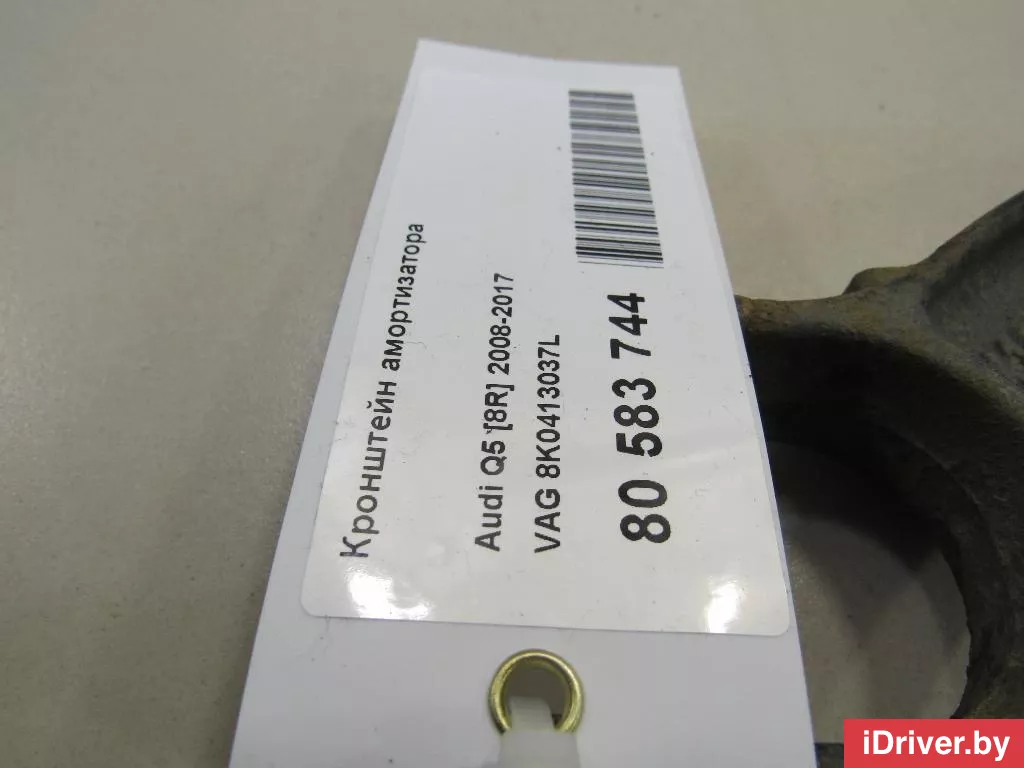 Кронштейн амортизатора
Audi Q5 [8R] 2008-2017
VAG 8K0413037L
80 583 744
iDriver.by